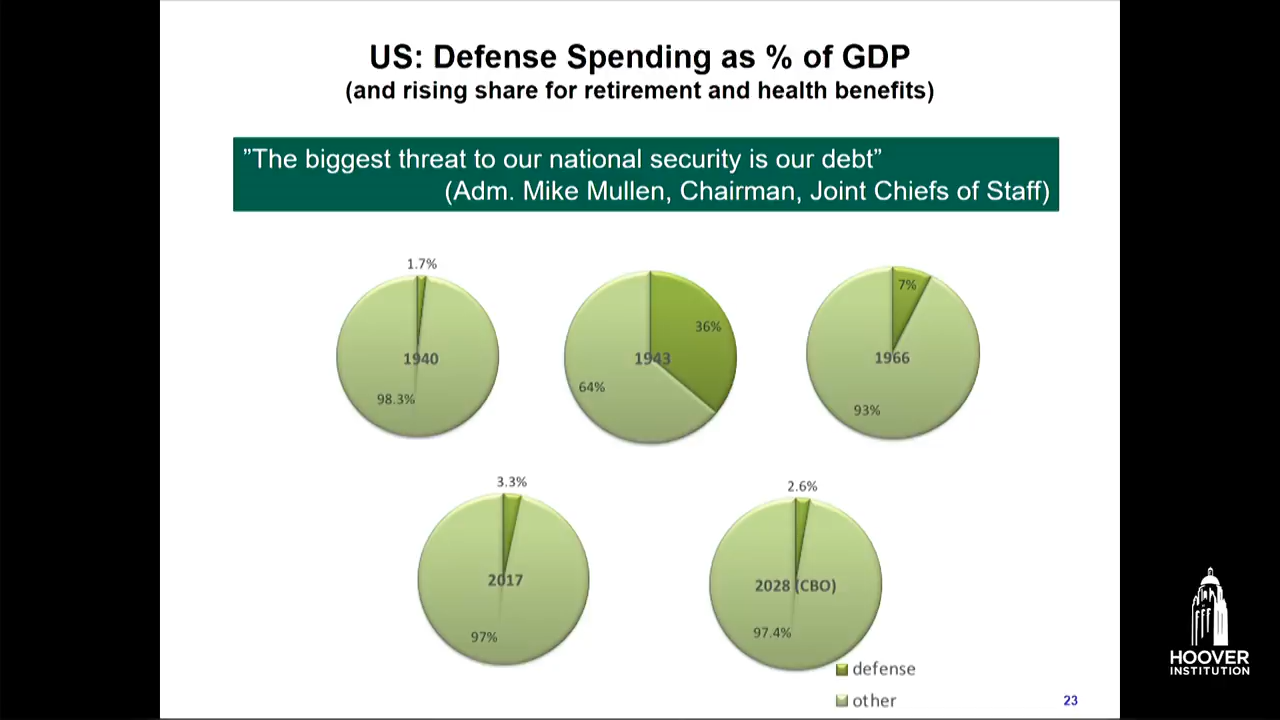 US: Defense Spending as % of GDP
(and rising share for retirement and health benefits)
”The biggest threat to our national security is our debt”
(Adm. Mike Mullen, Chairman, Joint Chiefs of Staff)
1.7%
1940
98.3%
36%
1943
64%
7%
1966
93%
3.3%
2017
97%
2.6%
2028 (CBO)
97.4%
defense
other
23
HOOVER
INSTITUTION